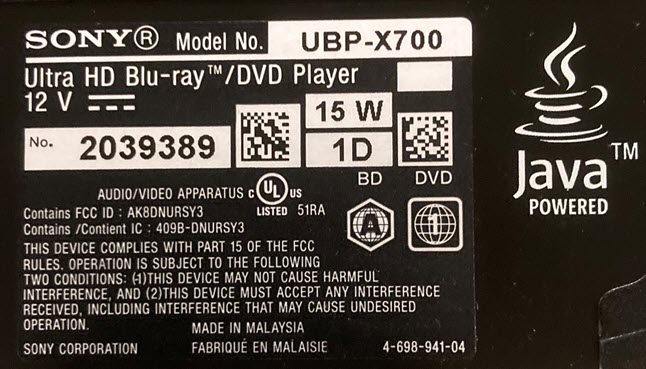 SONY® Model No. UBP-X700
Ultra HD Blu-ray™/DVD Player
12 V
15 W
No. 2039389
1D
BD DVD
AUDIO/VIDEO APPARATUS C UL US
LISTED 51RA
A 1
Contains FCC ID : AK8DNURSY3
Contains /Contient IC : 409B-DNURSY3
THIS DEVICE COMPLIES WITH PART 15 OF THE FCC
RULES. OPERATION IS SUBJECT TO THE FOLLOWING
TWO CONDITIONS: (1)THIS DEVICE MAY NOT CAUSE HARMFUL
INTERFERENCE, AND (2)THIS DEVICE MUST ACCEPT ANY INTERFERENCE
RECEIVED, INCLUDING INTERFERENCE THAT MAY CAUSE UNDESIRED
OPERATION.
MADE IN MALAYSIA
SONY CORPORATION FABRIQUÉ EN MALAISIE 4-698-941-04
Java™
POWERED